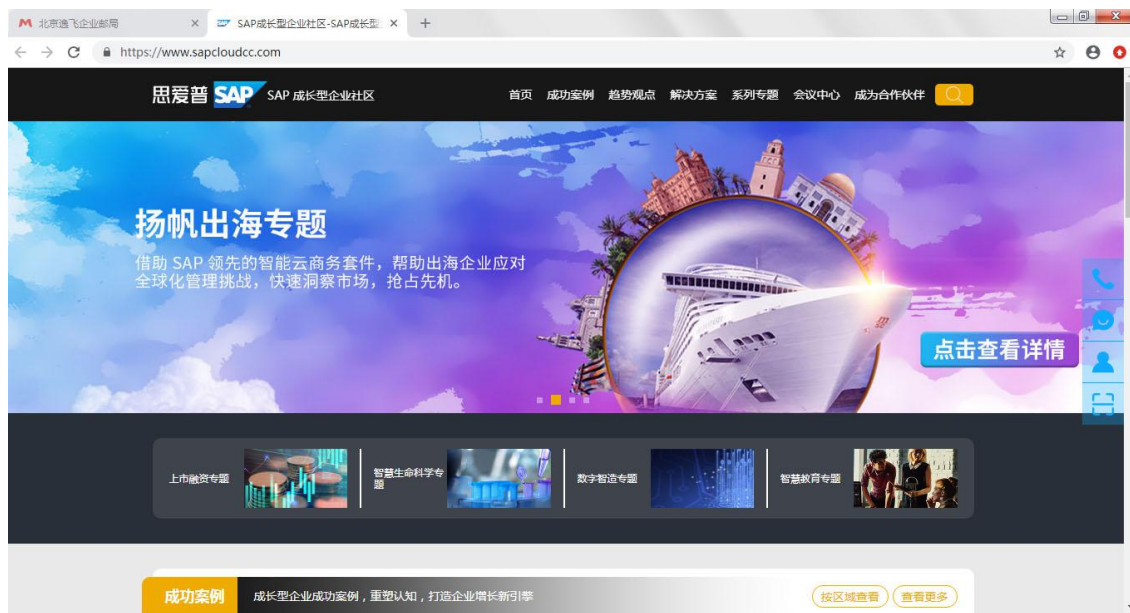 北京逸飞企业邮局
SAP成长型企业社区-SAP成长型
https://www.sapcloudcc.com
思爱普 SAP SAP 成长型企业社区
首页 成功案例 趋势观点 解决方案 系列专题 会议中心 成为合作伙伴
扬帆出海专题
借助 SAP 领先的智能云商务套件，帮助出海企业应对
全球化管理挑战，快速洞察市场，抢占先机。
点击查看详情
上市融资专题
智慧生命科学专
题
数字智造专题
智慧教育专题
成功案例
成长型企业成功案例，重塑认知，打造企业增长新引擎
按区域查看 查看更多